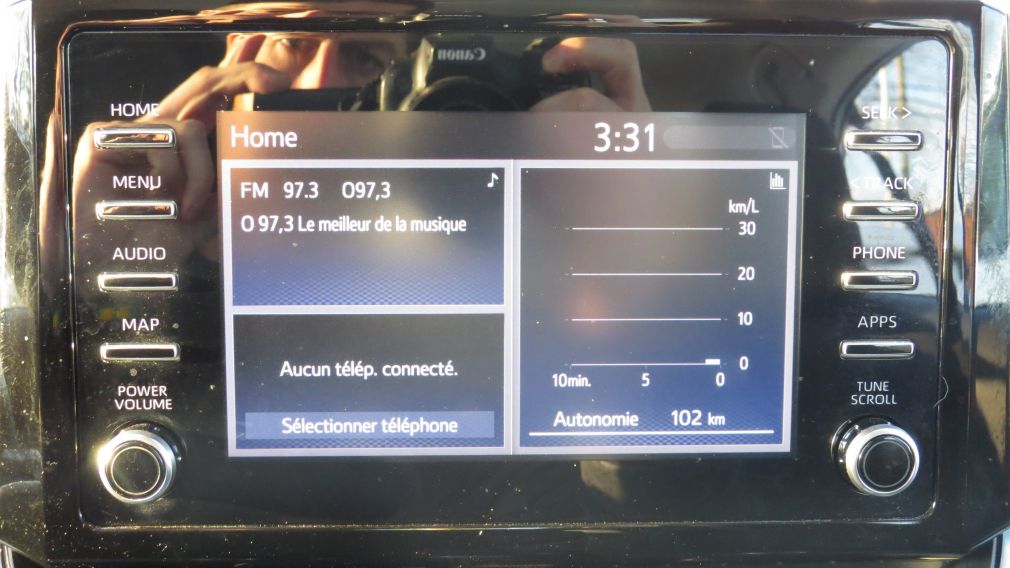 Canon
HOME
MENU
AUDIO
MAP
POWER
VOLUME
Home
3:31
FM 97.3 O97,3
O 97,3 Le meilleur de la musique
Aucun télép. connecté.
Sélectionner téléphone
km/L
30
20
10
0
10min. 5 0
Autonomie 102 km
SEEK >
< TRACK
PHONE
APPS
TUNE
SCROLL